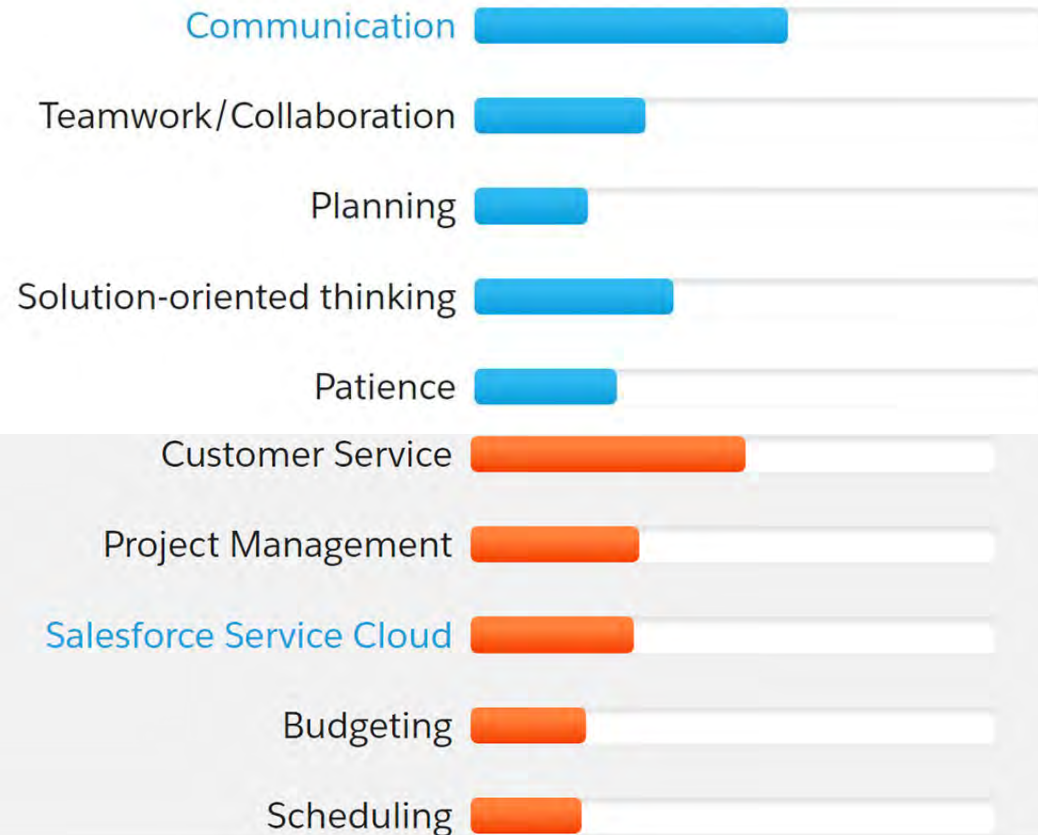 Communication
Teamwork/Collaboration
Planning
Solution-oriented thinking
Patience
Customer Service
Project Management
Salesforce Service Cloud
Budgeting
Scheduling